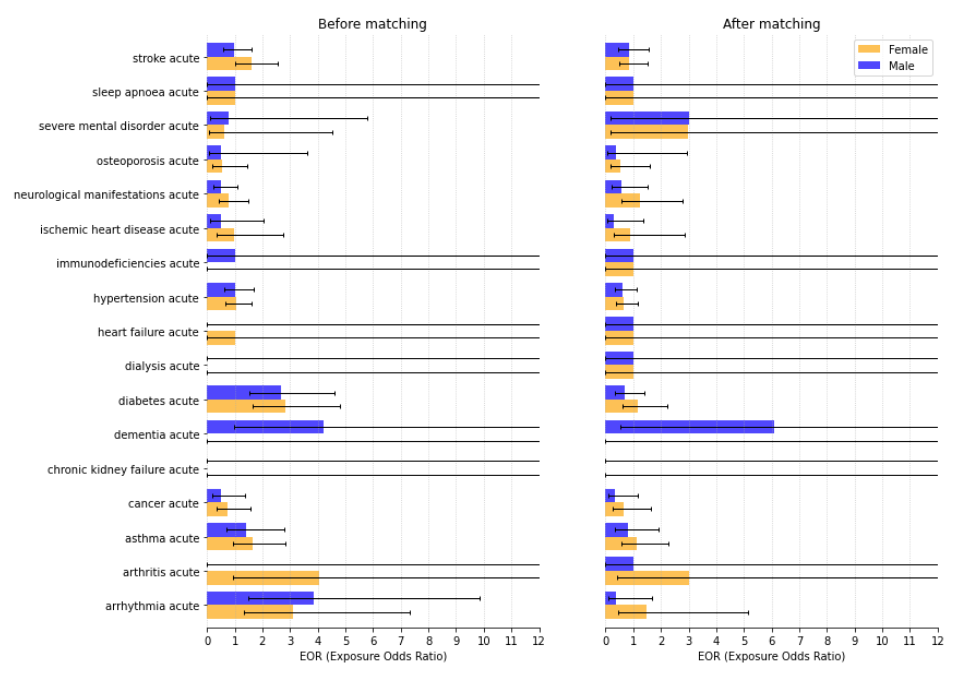 Before matching
After matching
Female
Male
stroke acute
sleep apnoea acute
severe mental disorder acute
osteoporosis acute
neurological manifestations acute
ischemic heart disease acute
immunodeficiencies acute
hypertension acute
heart failure acute
dialysis acute
diabetes acute
dementia acute
chronic kidney failure acute
cancer acute
asthma acute
arthritis acute
arrhythmia acute
0 1 2 3 4 5 6 7 8 9 10 11 12
EOR (Exposure Odds Ratio)
0 1 2 3 4 5 6 7 8 9 10 11 12
EOR (Exposure Odds Ratio)